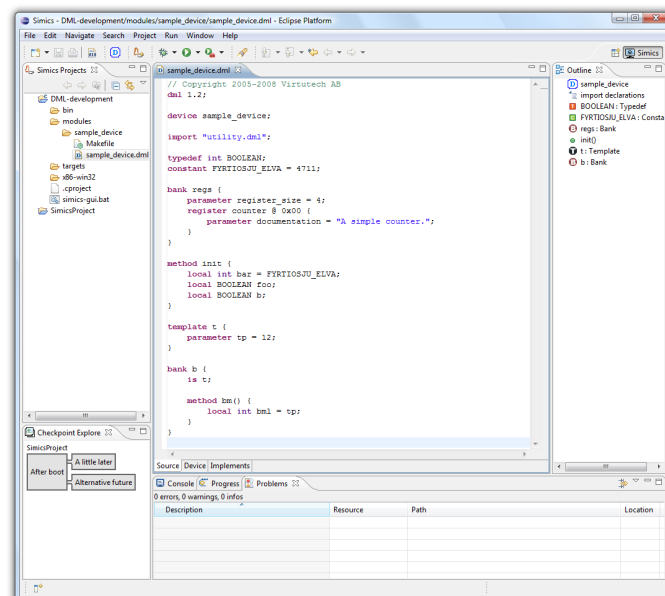 Simics - DML-development/modules/sample_device/sample_device.dml - Eclipse Platform
File Edit Navigate Search Project Run Window Help
Simics
Simics Projects
DML-development
bin
modules
sample_device
Makefile
sample_device.dml
targets
x86-win32
.cproject
simics-gui.bat
SimicsProject
sample_device.dml
// Copyright 2005-2008 Virtutech AB
dml 1.2;
device sample_device;
import "utility.dml";
typedef int BOOLEAN;
constant FYRTIOSJU_ELVA = 4711;
bank regs {
parameter register_size = 4;
register counter @ 0x00 {
parameter documentation = "A simple counter.";
}
}
method init {
local int bar = FYRTIOSJU_ELVA;
local BOOLEAN foo;
local BOOLEAN b;
}
template t {
parameter tp = 12;
}
bank b {
is t;
method bm() {
local int bml = tp;
}
}
Source Device Implements
Outline
sample_device
import declarations
BOOLEAN : Typedef
FYRTIOSJU_ELVA : Consta
regs : Bank
init()
t : Template
b : Bank
Checkpoint Explore
SimicsProject
After boot
A little later
Alternative future
Console Progress Problems
0 errors, 0 warnings, 0 infos
Description Resource Path Location